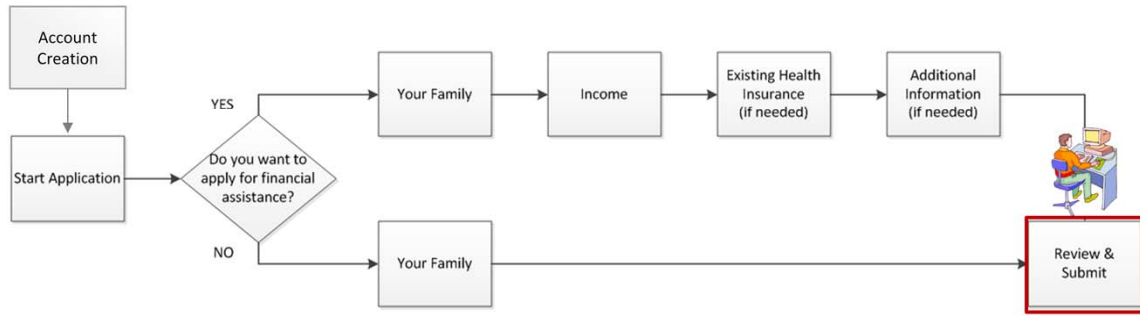 Account
Creation
Start Application
Do you want to
apply for financial
assistance?
YES
Your Family
Income
Existing Health
Insurance
(if needed)
Additional
Information
(if needed)
NO
Your Family
Review &
Submit